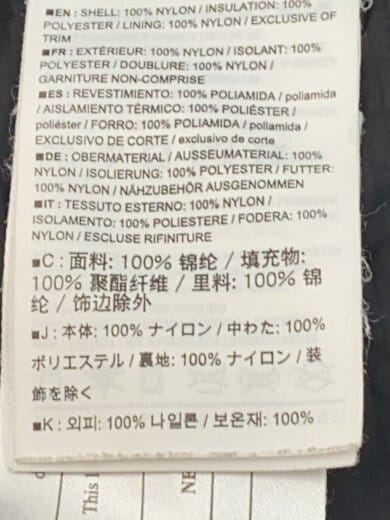 ■EN: SHELL: 100% NYLON / INSULATION: 100%
POLYESTER / LINING: 100% NYLON / EXCLUSIVE OF
TRIM
■FR: EXTÉRIEUR: 100% NYLON / ISOLANT: 100%
POLYESTER / DOUBLURE: 100% NYLON /
GARNITURE NON-COMPRISE
■ES: REVESTIMIENTO: 100% POLIAMIDA / poliamida
/ AISLAMIENTO TÉRMICO: 100% POLIÉSTER /
poliéster / FORRO: 100% POLIAMIDA / poliamida /
EXCLUSIVO DE CORTE / exclusivo de corte
■DE: OBERMATERIAL / AUSSEUMATERIAL: 100%
NYLON / ISOLIERUNG: 100% POLYESTER / FUTTER:
100% NYLON / NÄHZUBEHÖR AUSGENOMMEN
■IT: TESSUTO ESTERNO: 100% NYLON /
ISOLAMENTO: 100% POLIESTERE / FODERA: 100%
NYLON / ESCLUSE RIFINITURE
■C: 面料: 100% 锦纶 / 填充物:
100% 聚酯纤维 / 里料: 100% 锦
纶 / 饰边除外
■J: 本体: 100% ナイロン / 中わた: 100%
ポリエステル / 裏地: 100% ナイロン / 装
飾を除く
■K: 외피: 100% 나일론 / 보온재: 100%
This
NE